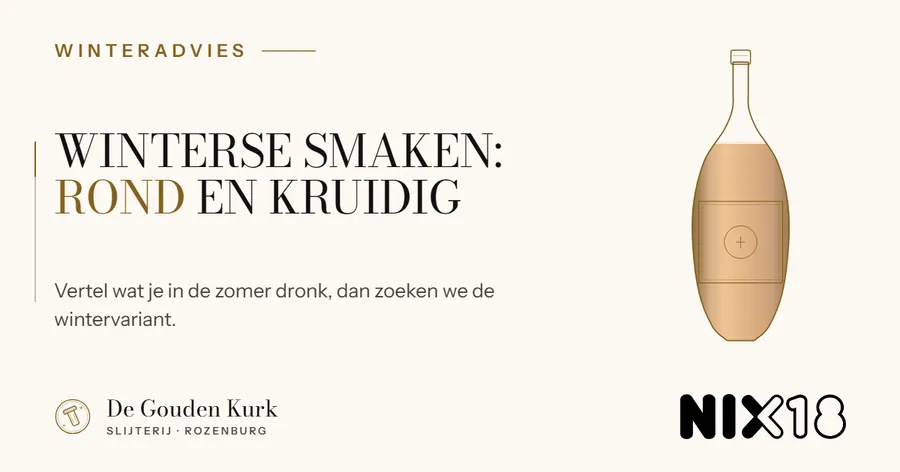 WINTERADVIES
WINTERSE SMAKEN:
ROND EN KRUIDIG
Vertel wat je in de zomer dronk, dan zoeken we de
wintervariant.
De Gouden Kurk
SLIJTERIJ · ROZENBURG
NIX18